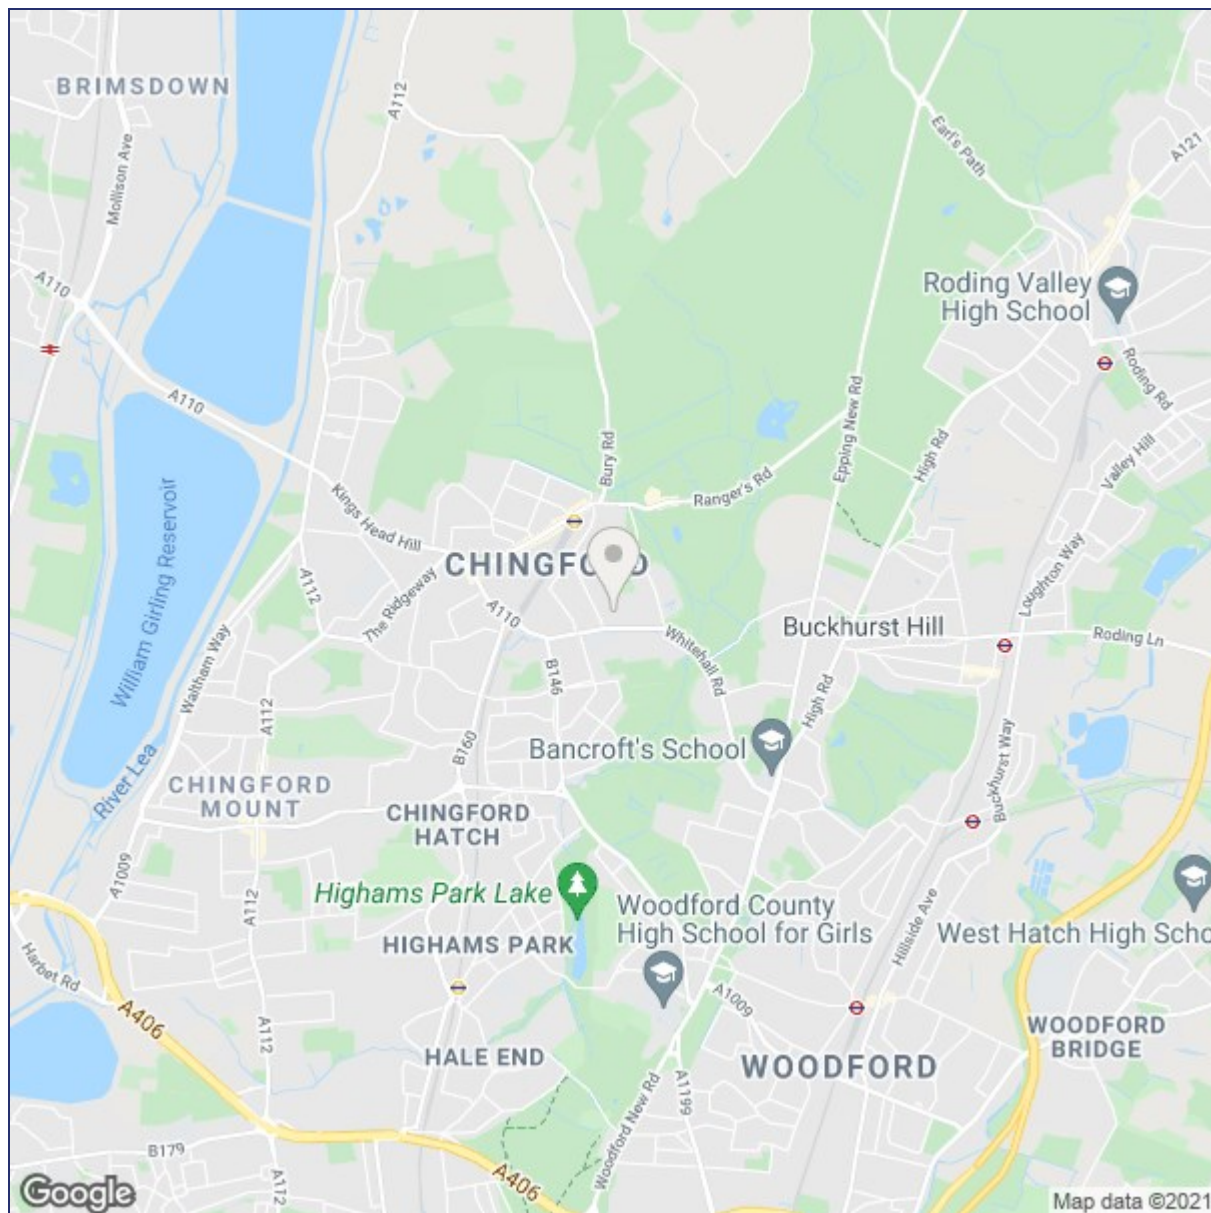 BRIMSDOWN
Mollison Ave
A112
Earl's Path
A121
A110
Roding Valley
High School
Roding Rd
A110
Epping New Rd
High Rd
Bury Rd
Ranger's Rd
Valley Hill
Kings Head Hill
William Girling Reservoir
CHINGFORD
A112
The Ridgeway
A110
Loughton Way
Whitehall Rd
Buckhurst Hill
Roding Ln
Waltham Way
B146
A112
High Rd
B160
Bancroft's School
Buckhurst Way
River Lea
CHINGFORD
MOUNT
CHINGFORD
HATCH
A1009
A112
Highams Park Lake
Woodford County
High School for Girls
Hillside Ave
West Hatch High Scho
HIGHAMS PARK
Harbet Rd
A406
A112
A1009
HALE END
WOODFORD
WOODFORD
BRIDGE
Woodford New Rd
A1199
B179
A112
A406
Google
Map data ©2021